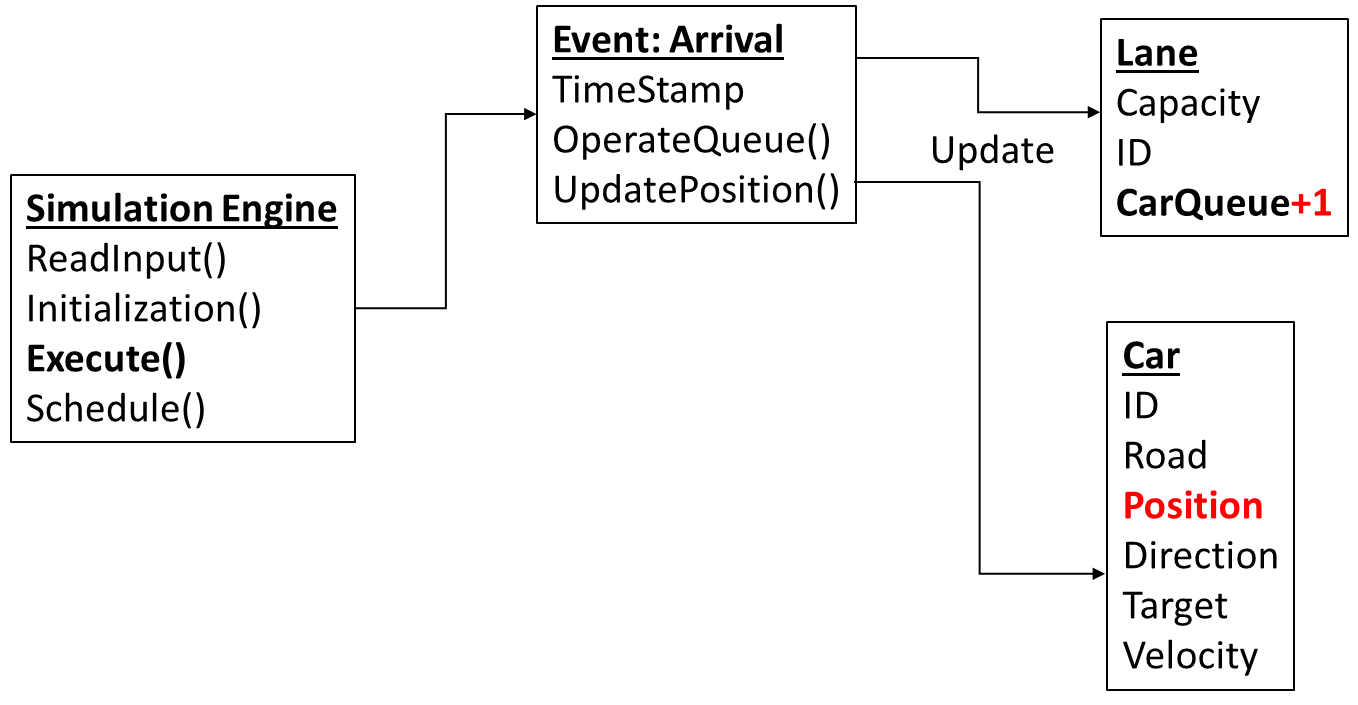 Simulation Engine
ReadInput()
Initialization()
Execute()
Schedule()
Event: Arrival
TimeStamp
OperateQueue()
UpdatePosition()
Update
Lane
Capacity
ID
CarQueue+1
Car
ID
Road
Position
Direction
Target
Velocity